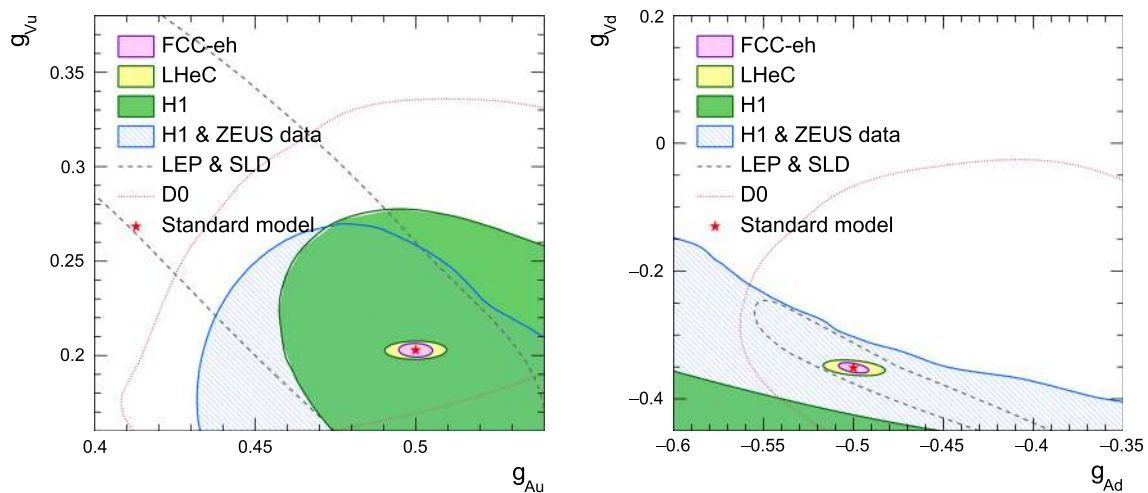 g_Vu
0.35
0.3
0.25
0.2
FCC-eh
LHeC
H1
H1 & ZEUS data
LEP & SLD
D0
Standard model
0.4
0.45
0.5
g_Au
g_Vd
0.2
0
−0.2
−0.4
FCC-eh
LHeC
H1
H1 & ZEUS data
LEP & SLD
D0
Standard model
−0.6
−0.55
−0.5
−0.45
−0.4
−0.35
g_Ad